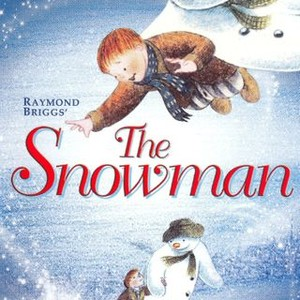 RAYMOND
BRIGGS'
The
Snowman